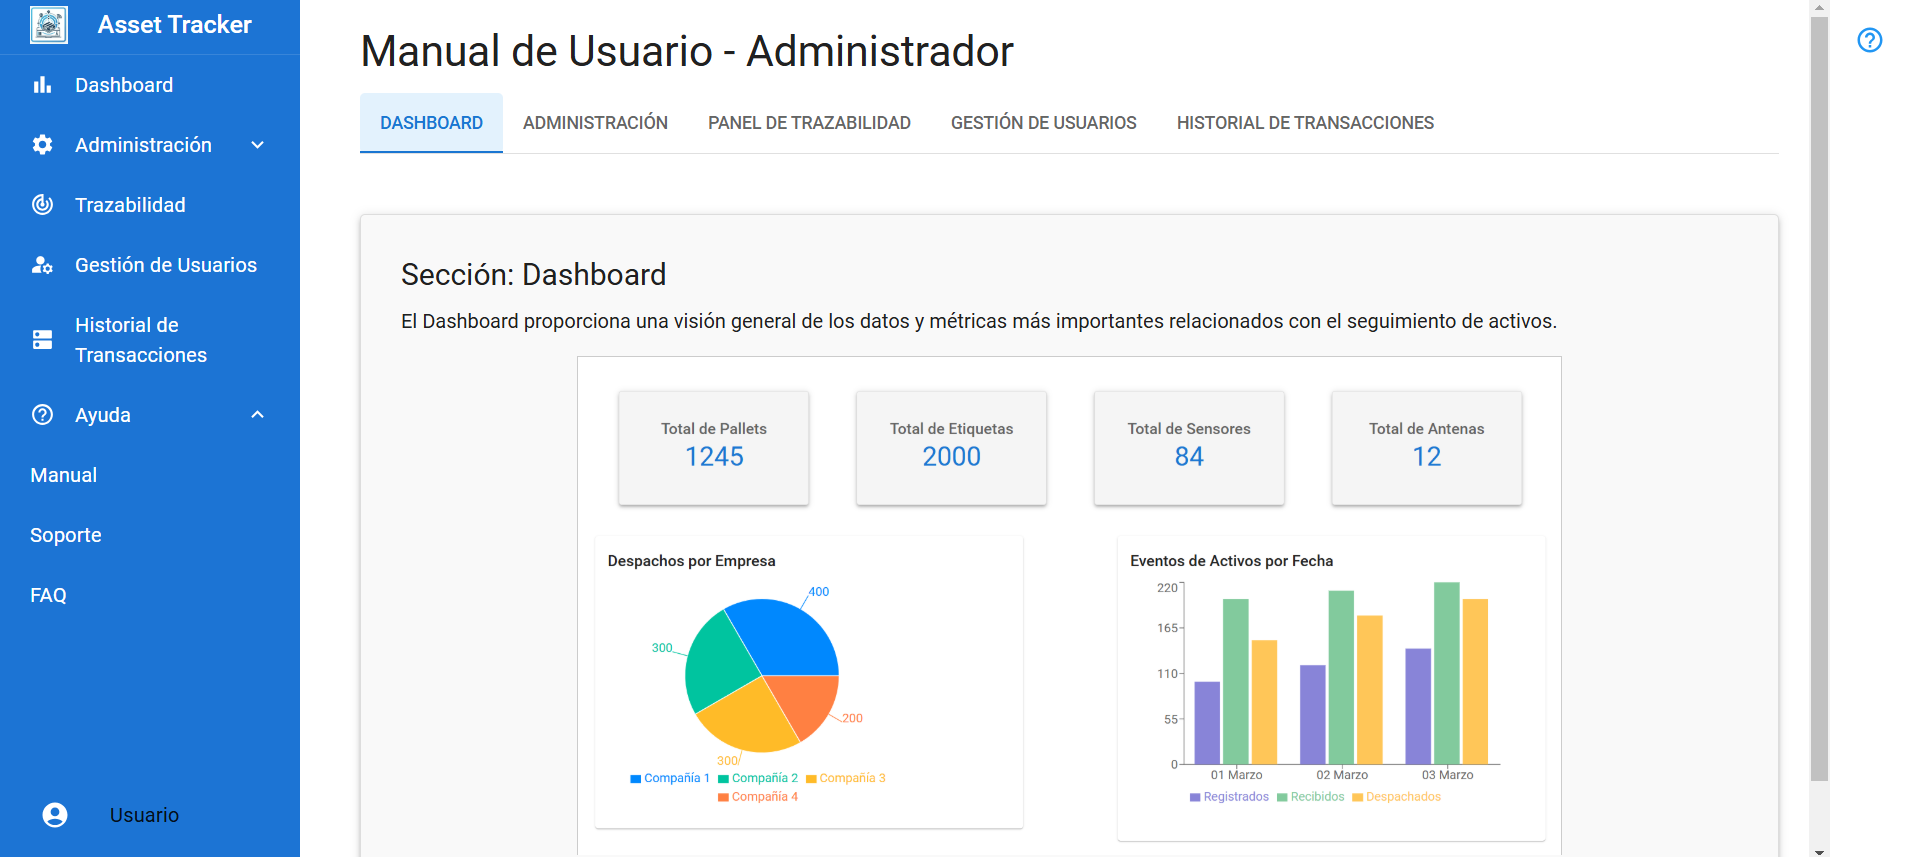 Asset Tracker
Dashboard
Administración
Trazabilidad
Gestión de Usuarios
Historial de
Transacciones
Ayuda
Manual
Soporte
FAQ
Usuario
Manual de Usuario - Administrador
DASHBOARD ADMINISTRACIÓN PANEL DE TRAZABILIDAD GESTIÓN DE USUARIOS HISTORIAL DE TRANSACCIONES
Sección: Dashboard
El Dashboard proporciona una visión general de los datos y métricas más importantes relacionados con el seguimiento de activos.
Total de Pallets
1245
Total de Etiquetas
2000
Total de Sensores
84
Total de Antenas
12
Despachos por Empresa
400
300
200
300
Compañía 1 Compañía 2 Compañía 3
Compañía 4
Eventos de Activos por Fecha
220
165
110
55
0
01 Marzo 02 Marzo 03 Marzo
Registrados Recibidos Despachados